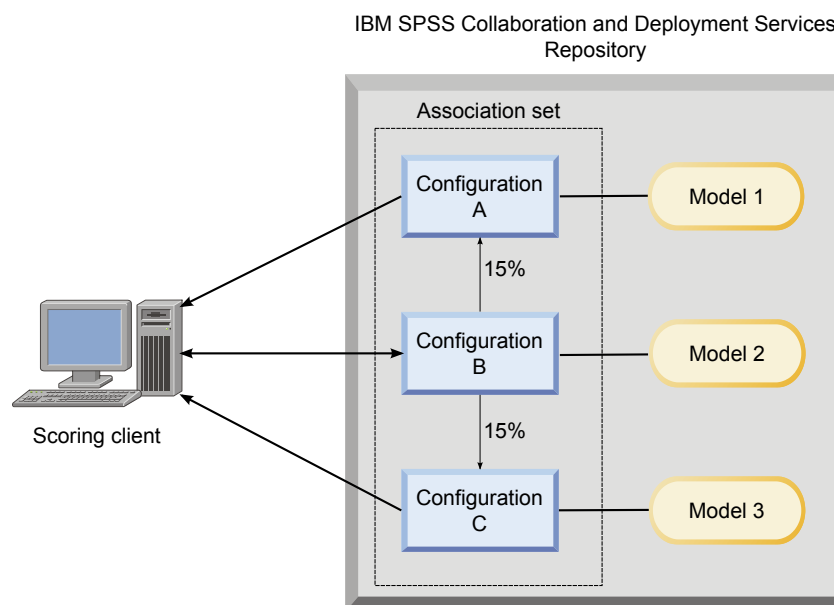 IBM SPSS Collaboration and Deployment Services
Repository
Association set
Configuration
A
Model 1
15%
Configuration
B
Model 2
Scoring client
15%
Configuration
C
Model 3